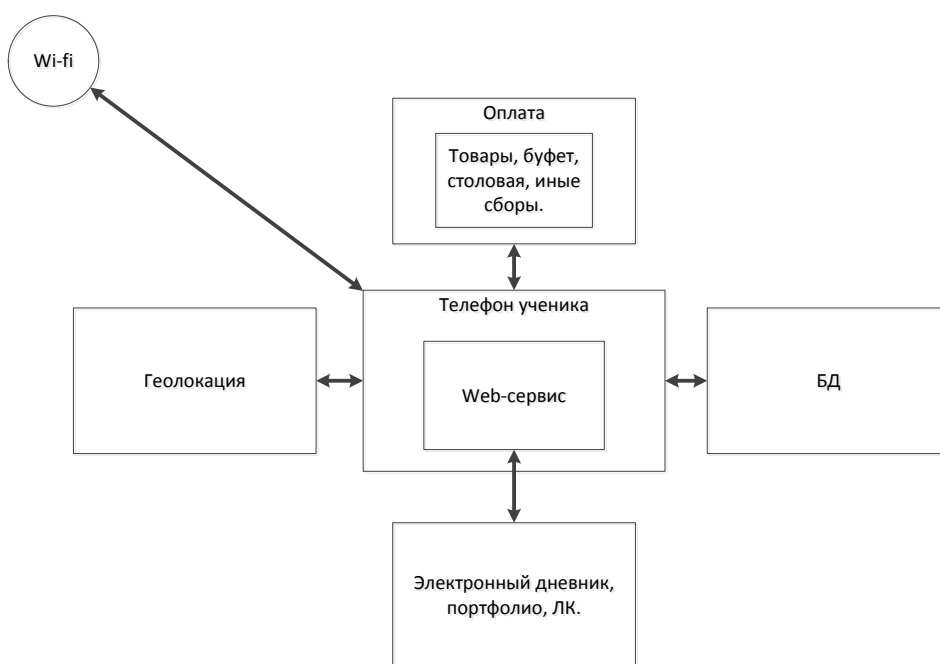 Wi-fi
Оплата
Товары, буфет,
столовая, иные
сборы.
Телефон ученика
Геолокация
Web-сервис
БД
Электронный дневник,
портфолио, ЛК.